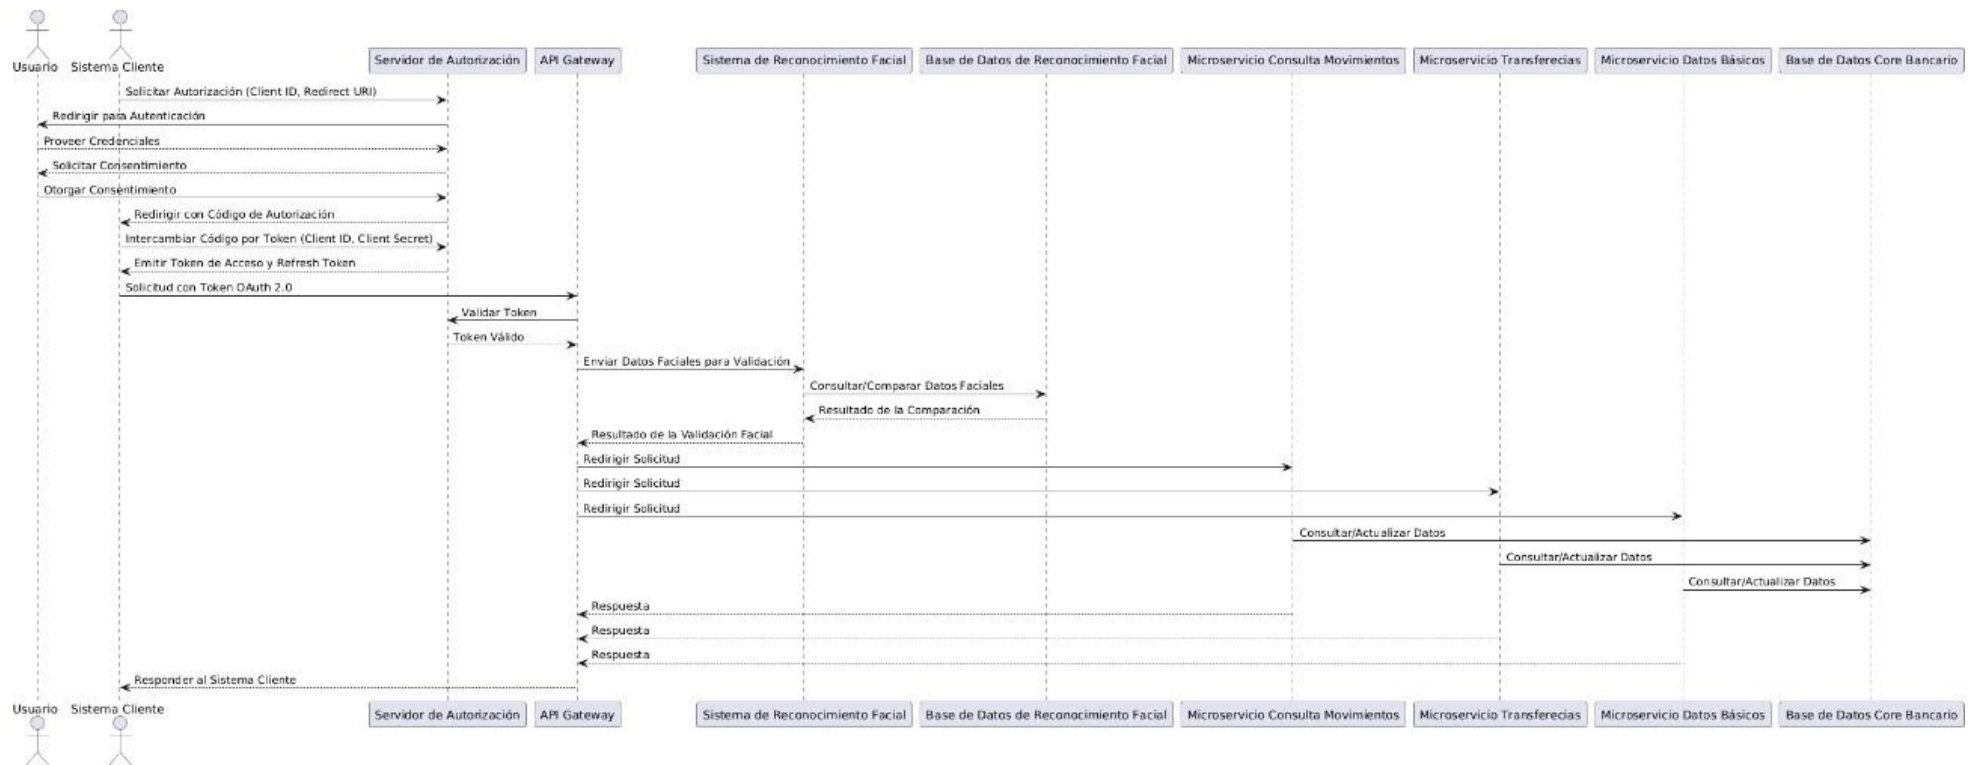 Usuario
Sistema Cliente
Servidor de Autorización
API Gateway
Sistema de Reconocimiento Facial
Base de Datos de Reconocimiento Facial
Microservicio Consulta Movimientos
Microservicio Transferecias
Microservicio Datos Básicos
Base de Datos Core Bancario
Solicitar Autorización (Client ID, Redirect URI)
Redirigir para Autenticación
Proveer Credenciales
Solicitar Consentimiento
Otorgar Consentimiento
Redirigir con Código de Autorización
Intercambiar Código por Token (Client ID, Client Secret)
Emitir Token de Acceso y Refresh Token
Solicitud con Token OAuth 2.0
Validar Token
Token Válido
Enviar Datos Faciales para Validación
Consultar/Comparar Datos Faciales
Resultado de la Comparación
Resultado de la Validación Facial
Redirigir Solicitud
Redirigir Solicitud
Redirigir Solicitud
Consultar/Actualizar Datos
Consultar/Actualizar Datos
Consultar/Actualizar Datos
Respuesta
Respuesta
Respuesta
Responder al Sistema Cliente
Usuario
Sistema Cliente
Servidor de Autorización
API Gateway
Sistema de Reconocimiento Facial
Base de Datos de Reconocimiento Facial
Microservicio Consulta Movimientos
Microservicio Transferecias
Microservicio Datos Básicos
Base de Datos Core Bancario